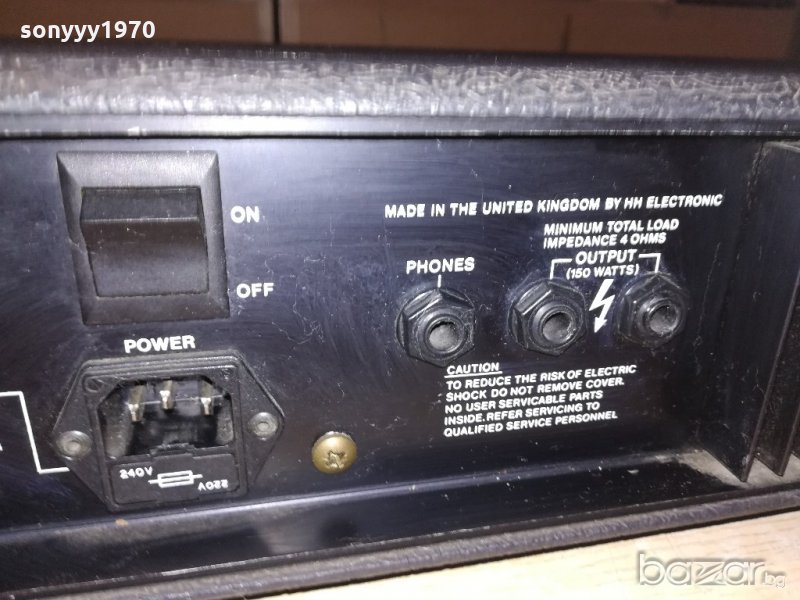 sonyyy1970
ON
OFF
POWER
240V
220V
MADE IN THE UNITED KINGDOM BY HH ELECTRONIC
MINIMUM TOTAL LOAD
IMPEDANCE 4 OHMS
OUTPUT
(150 WATTS)
PHONES
CAUTION
TO REDUCE THE RISK OF ELECTRIC
SHOCK DO NOT REMOVE COVER.
NO USER SERVICABLE PARTS
INSIDE. REFER SERVICING TO
QUALIFIED SERVICE PERSONNEL
bazar.bg